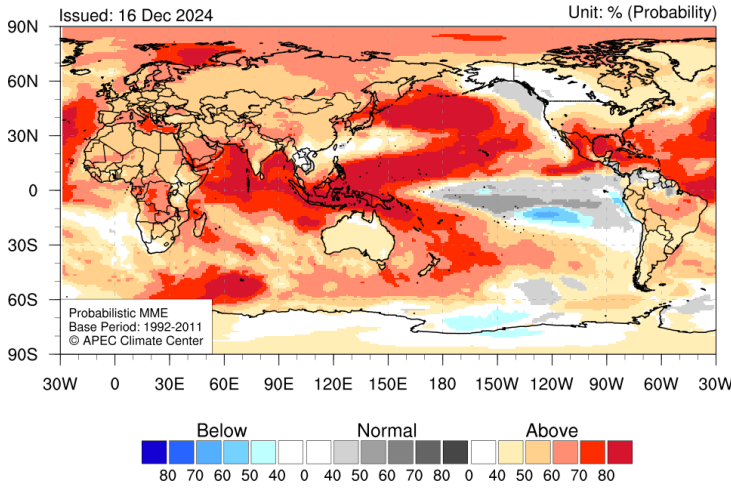 Issued: 16 Dec 2024 Unit: % (Probability)
90N
60N
30N
0
30S
60S
90S
Probabilistic MME
Base Period: 1992-2011
© APEC Climate Center
30W 0 30E 60E 90E 120E 150E 180 150W 120W 90W 60W 30W
Below Normal Above
80 70 60 50 40 0 40 50 60 70 80 0 40 50 60 70 80